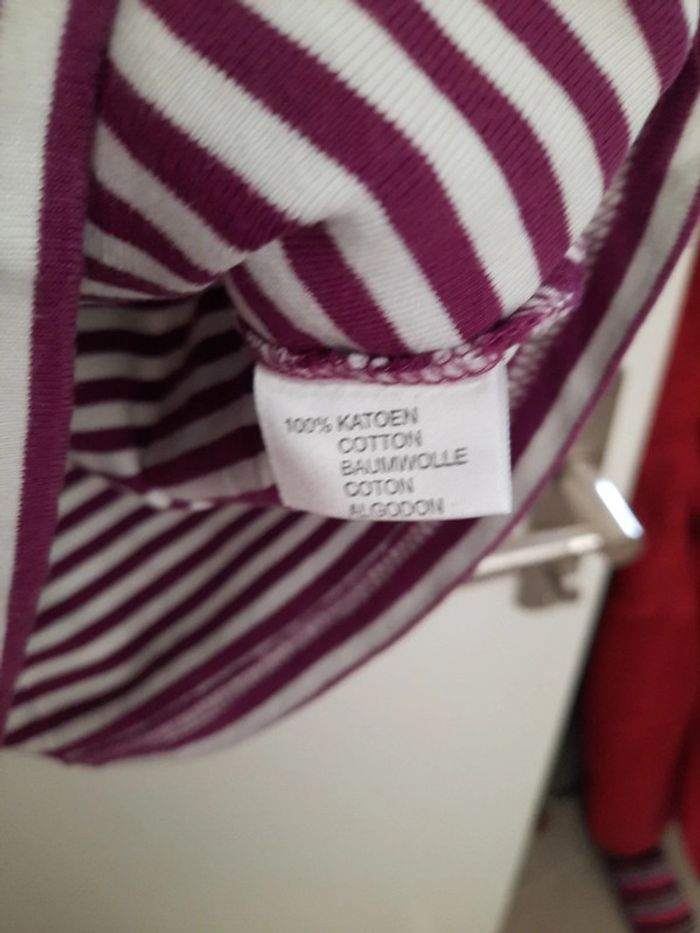 100% KATOEN
COTTON
BAUMWOLLE
COTON
ALGODON